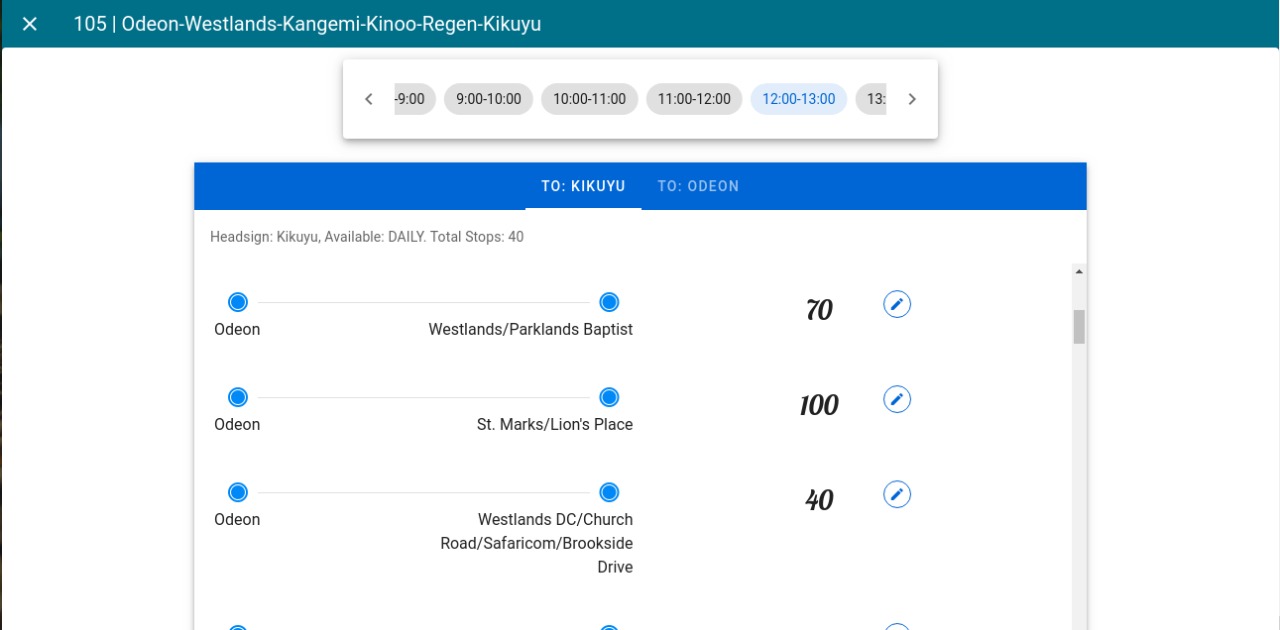 105 | Odeon-Westlands-Kangemi-Kinoo-Regen-Kikuyu
-9:00 9:00-10:00 10:00-11:00 11:00-12:00 12:00-13:00 13:
TO: KIKUYU TO: ODEON
Headsign: Kikuyu, Available: DAILY. Total Stops: 40
70
Odeon Westlands/Parklands Baptist
100
Odeon St. Marks/Lion's Place
40
Odeon Westlands DC/Church
Road/Safaricom/Brookside
Drive